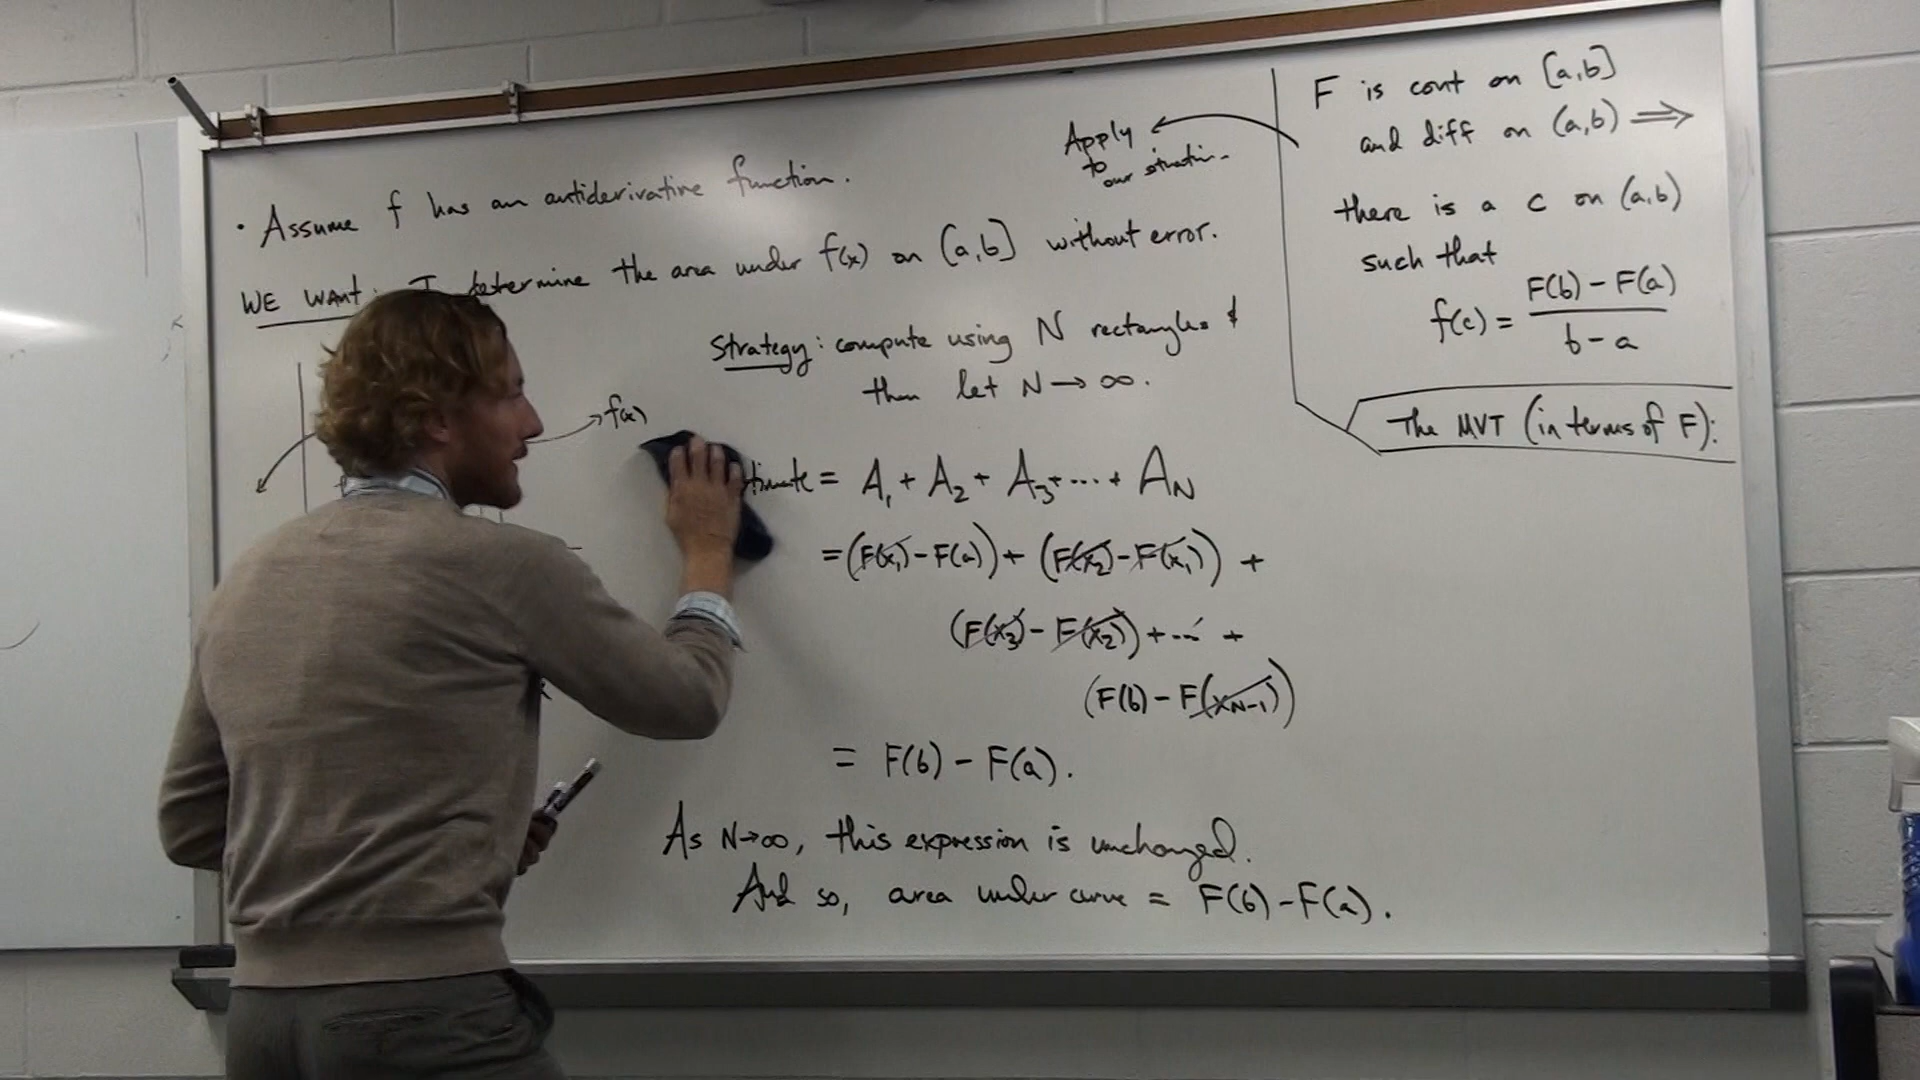 • Assume f has an antiderivative function.
WE WANT: To determine the area under f(x) on [a,b] without error.
Strategy: compute using N rectangles &
then let N → ∞.
f(x)
timate = A₁ + A₂ + A₃ + ... + A_N
= (F(x₁) - F(a)) + (F(x₂) - F(x₁)) +
(F(x₃) - F(x₂)) + ... +
(F(b) - F(x_{N-1}))
= F(b) - F(a).
As N→∞, this expression is unchanged.
And so, area under curve = F(b) - F(a).
Apply
to
our situation
F is cont on [a,b]
and diff on (a,b) ⟹
there is a c on (a,b)
such that
f(c) = F(b) - F(a)
b - a
The MVT (in terms of F):